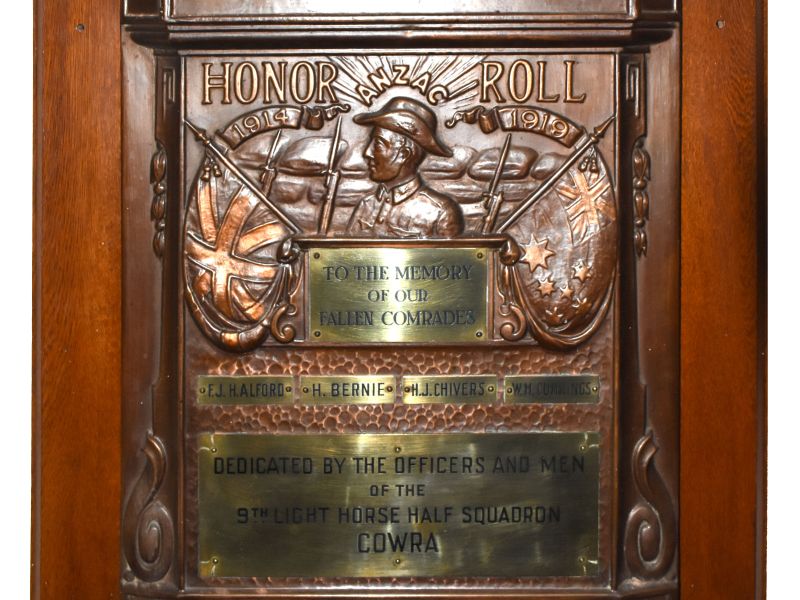 HONOR ANZAC ROLL
1914 1919
TO THE MEMORY
OF OUR
FALLEN COMRADES
F.J.H.ALFORD H. BERNIE H.J.CHIVERS W.H. CUMMINGS
DEDICATED BY THE OFFICERS AND MEN
OF THE
9TH LIGHT HORSE HALF SQUADRON
COWRA